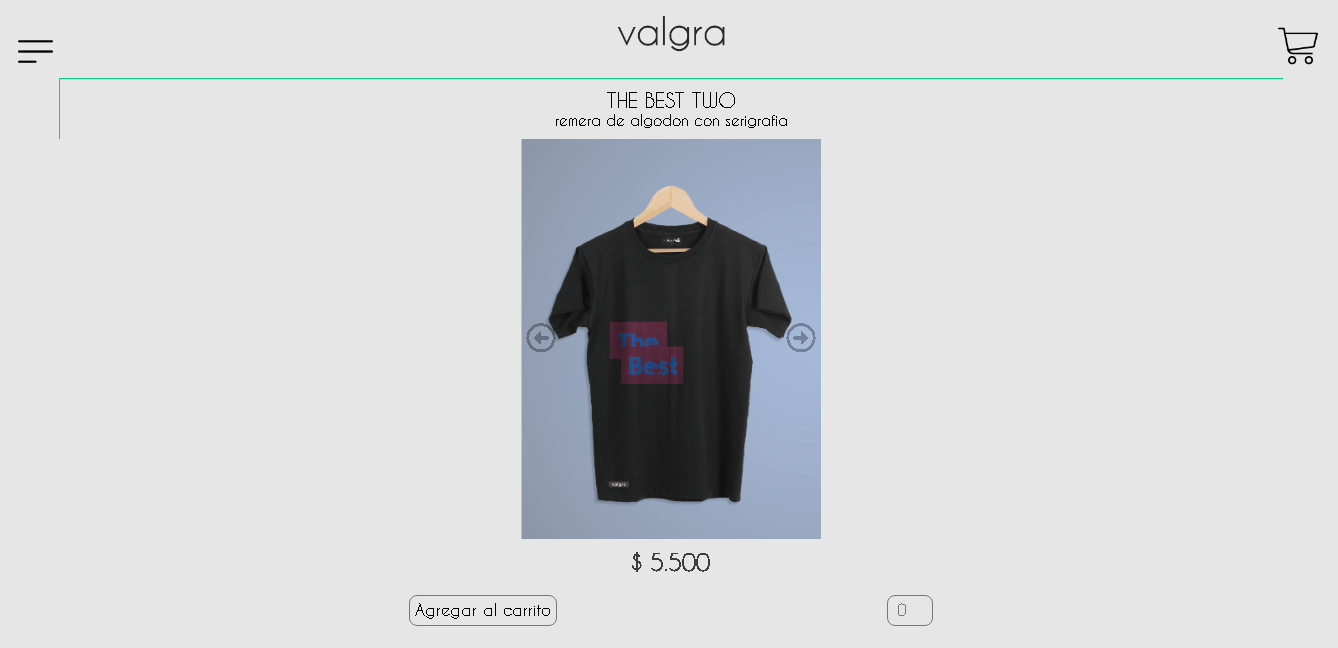 valgra
THE BEST TWO
remera de algodon con serigrafia
The
Best
valgra
$ 5.500
Agregar al carrito
0